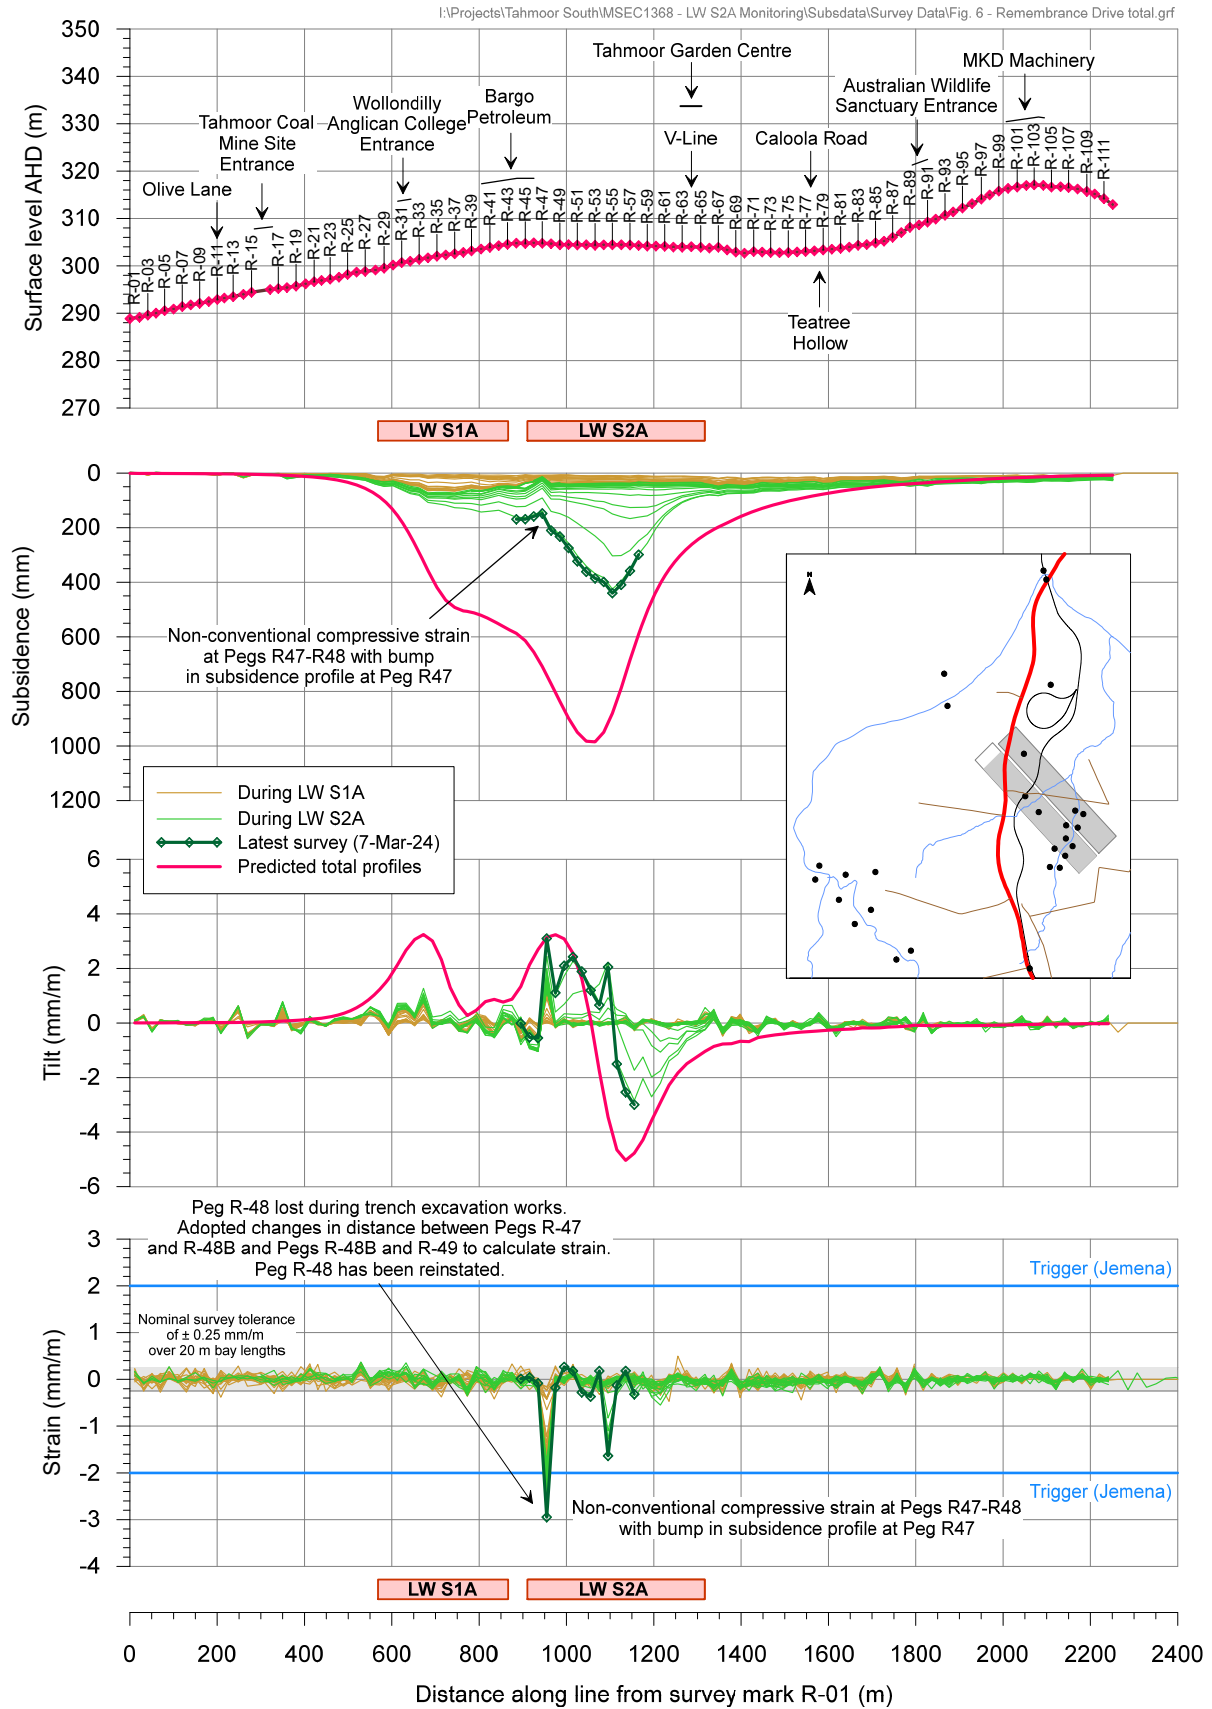 I:\Projects\Tahmoor South\MSEC1368 - LW S2A Monitoring\Subsdata\Survey Data\Fig. 6 - Remembrance Drive total.grf
Surface level AHD (m)
350
340
330
320
310
300
290
280
270
Olive Lane
Tahmoor Coal
Mine Site
Entrance
Wollondilly
Anglican College
Entrance
Bargo
Petroleum
Tahmoor Garden Centre
V-Line
Caloola Road
Australian Wildlife
Sanctuary Entrance
MKD Machinery
Teatree
Hollow
R-01
R-03
R-05
R-07
R-09
R-11
R-13
R-15
R-17
R-19
R-21
R-23
R-25
R-27
R-29
R-31
R-33
R-35
R-37
R-39
R-41
R-43
R-45
R-47
R-49
R-51
R-53
R-55
R-57
R-59
R-61
R-63
R-65
R-67
R-69
R-71
R-73
R-75
R-77
R-79
R-81
R-83
R-85
R-87
R-89
R-91
R-93
R-95
R-97
R-99
R-101
R-103
R-105
R-107
R-109
R-111
LW S1A
LW S2A
Subsidence (mm)
0
200
400
600
800
1000
1200
Non-conventional compressive strain
at Pegs R47-R48 with bump
in subsidence profile at Peg R47
N
During LW S1A
During LW S2A
Latest survey (7-Mar-24)
Predicted total profiles
Tilt (mm/m)
6
4
2
0
-2
-4
-6
Peg R-48 lost during trench excavation works.
Adopted changes in distance between Pegs R-47
and R-48B and Pegs R-48B and R-49 to calculate strain.
Peg R-48 has been reinstated.
Strain (mm/m)
3
2
1
0
-1
-2
-3
-4
Trigger (Jemena)
Nominal survey tolerance
of ± 0.25 mm/m
over 20 m bay lengths
Trigger (Jemena)
Non-conventional compressive strain at Pegs R47-R48
with bump in subsidence profile at Peg R47
LW S1A
LW S2A
0 200 400 600 800 1000 1200 1400 1600 1800 2000 2200 2400
Distance along line from survey mark R-01 (m)